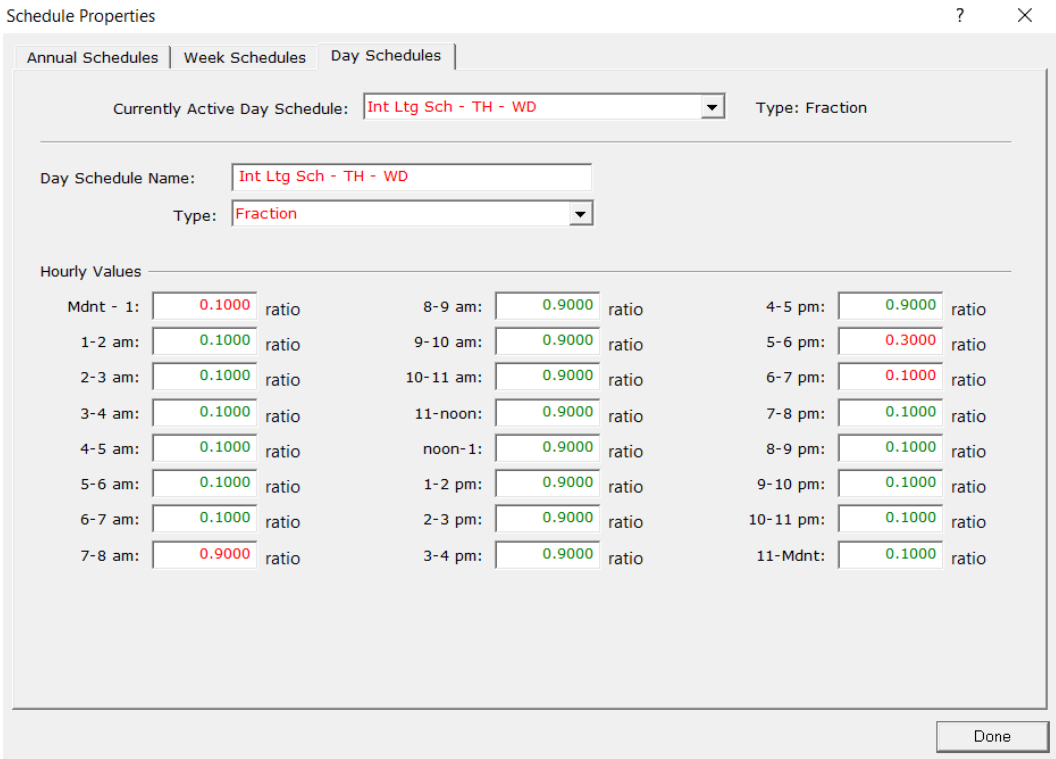 Schedule Properties ? ×
Annual Schedules Week Schedules Day Schedules
Currently Active Day Schedule: Int Ltg Sch - TH - WD Type: Fraction
Day Schedule Name: Int Ltg Sch - TH - WD
Type: Fraction
Hourly Values
Mdnt - 1: 0.1000 ratio 8-9 am: 0.9000 ratio 4-5 pm: 0.9000 ratio
1-2 am: 0.1000 ratio 9-10 am: 0.9000 ratio 5-6 pm: 0.3000 ratio
2-3 am: 0.1000 ratio 10-11 am: 0.9000 ratio 6-7 pm: 0.1000 ratio
3-4 am: 0.1000 ratio 11-noon: 0.9000 ratio 7-8 pm: 0.1000 ratio
4-5 am: 0.1000 ratio noon-1: 0.9000 ratio 8-9 pm: 0.1000 ratio
5-6 am: 0.1000 ratio 1-2 pm: 0.9000 ratio 9-10 pm: 0.1000 ratio
6-7 am: 0.1000 ratio 2-3 pm: 0.9000 ratio 10-11 pm: 0.1000 ratio
7-8 am: 0.9000 ratio 3-4 pm: 0.9000 ratio 11-Mdnt: 0.1000 ratio
Done